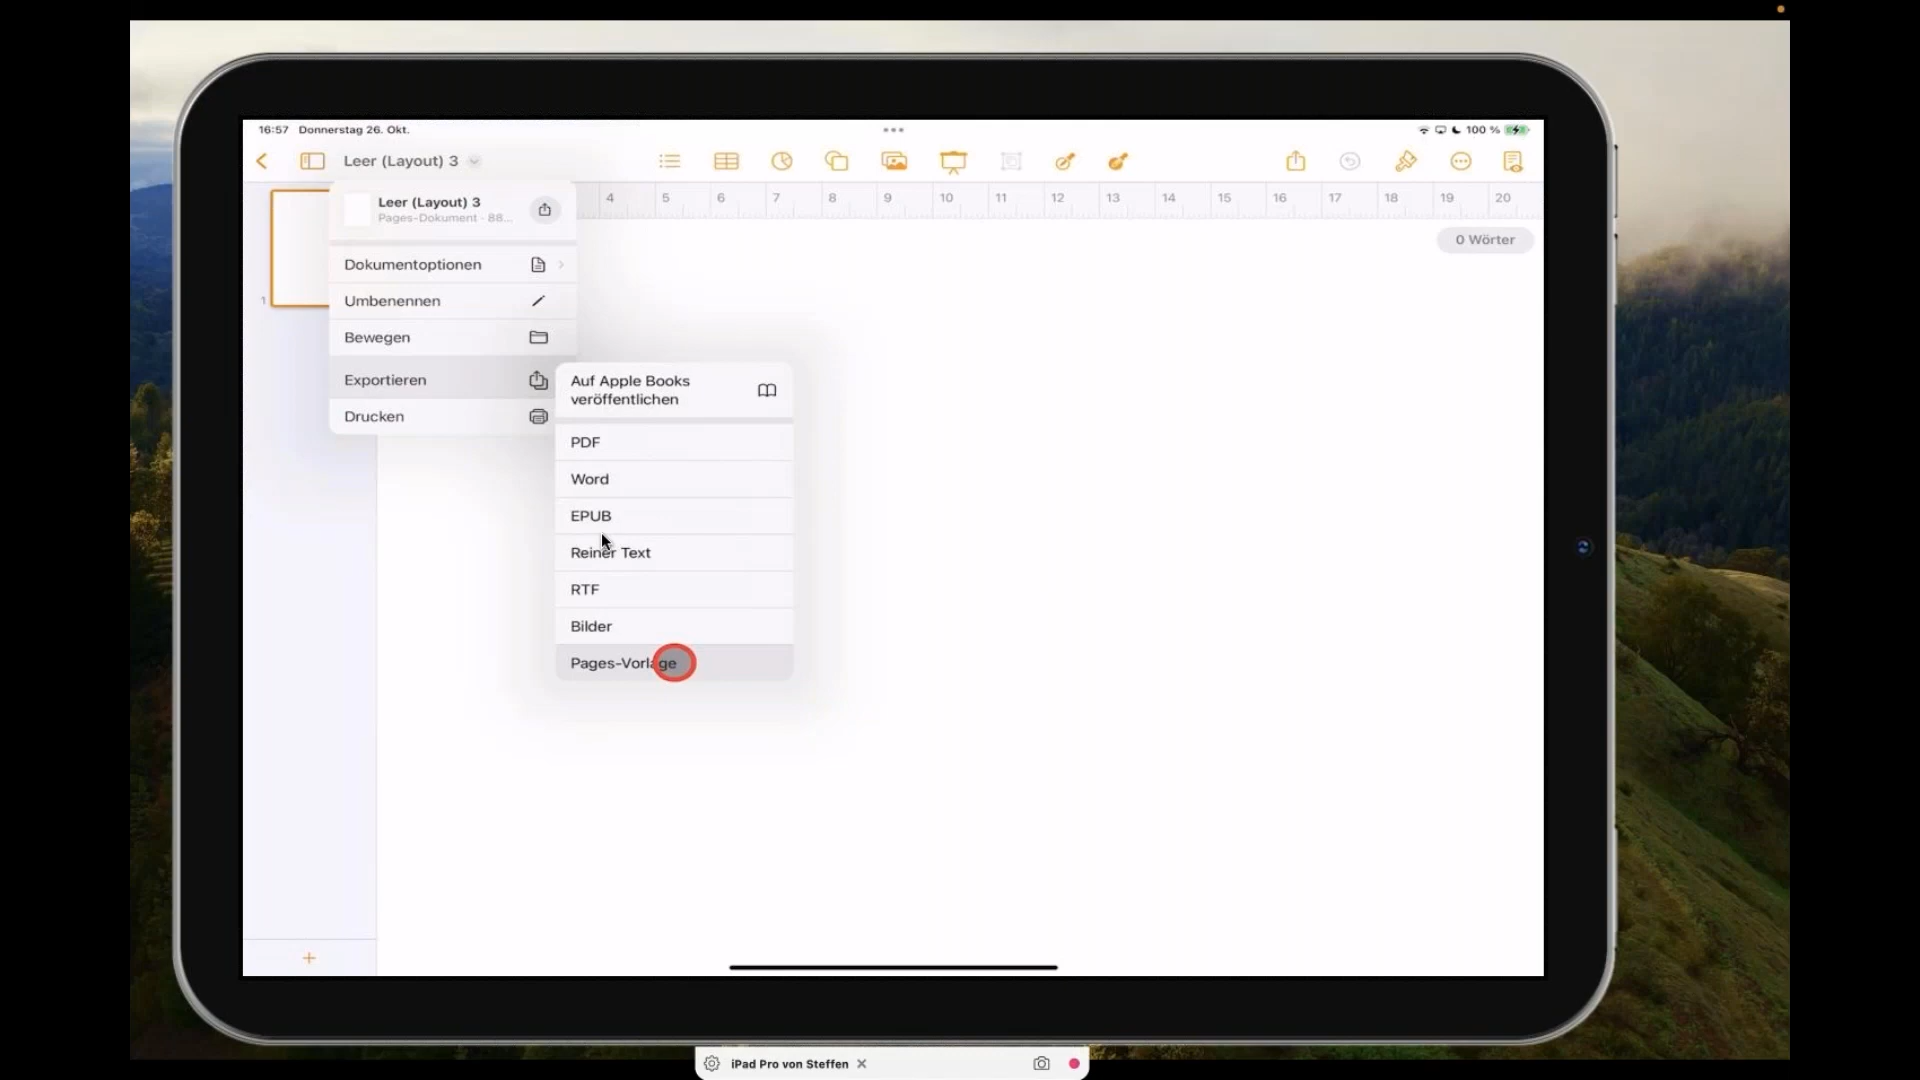 16:57 Donnerstag 26. Okt.
100 %
Leer (Layout) 3
Leer (Layout) 3
Pages-Dokument · 88...
4 5 6 7 8 9 10 11 12 13 14 15 16 17 18 19 20
0 Wörter
Dokumentoptionen
1
Umbenennen
Bewegen
Exportieren
Drucken
Auf Apple Books
veröffentlichen
PDF
Word
EPUB
Reiner Text
RTF
Bilder
Pages-Vorlage
iPad Pro von Steffen